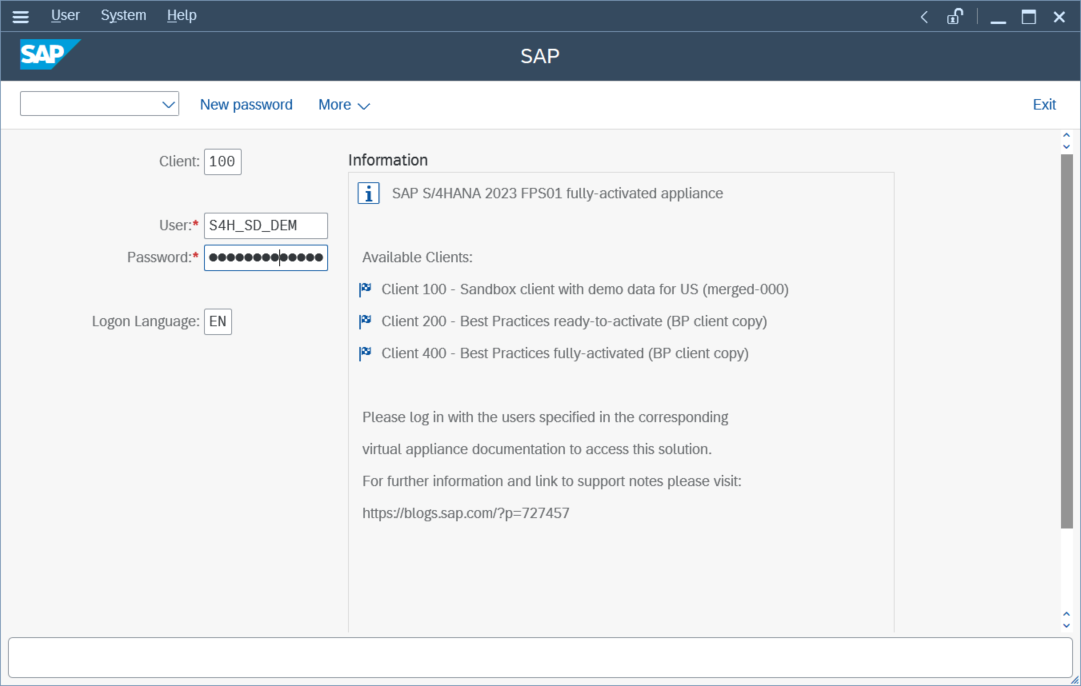 User System Help
SAP
SAP
New password More Exit
Client: 100
Information
SAP S/4HANA 2023 FPS01 fully-activated appliance
User:* S4H_SD_DEM
Password:* ●●●●●●●●●●●●●
Available Clients:
Client 100 - Sandbox client with demo data for US (merged-000)
Logon Language: EN
Client 200 - Best Practices ready-to-activate (BP client copy)
Client 400 - Best Practices fully-activated (BP client copy)
Please log in with the users specified in the corresponding
virtual appliance documentation to access this solution.
For further information and link to support notes please visit:
https://blogs.sap.com/?p=727457